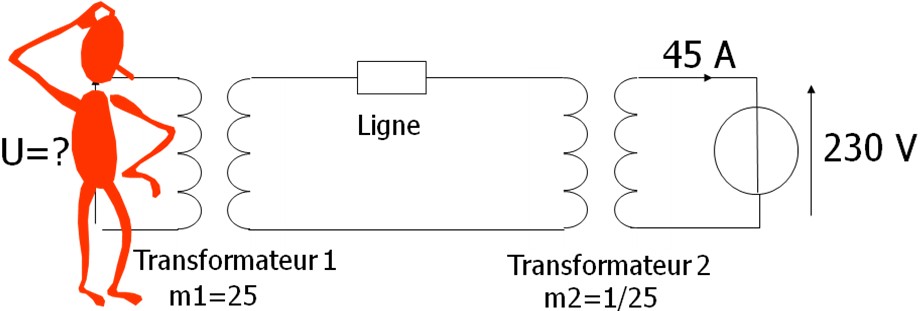 45 A
Ligne
U=?
230 V
Transformateur 1
m1=25
Transformateur 2
m2=1/25